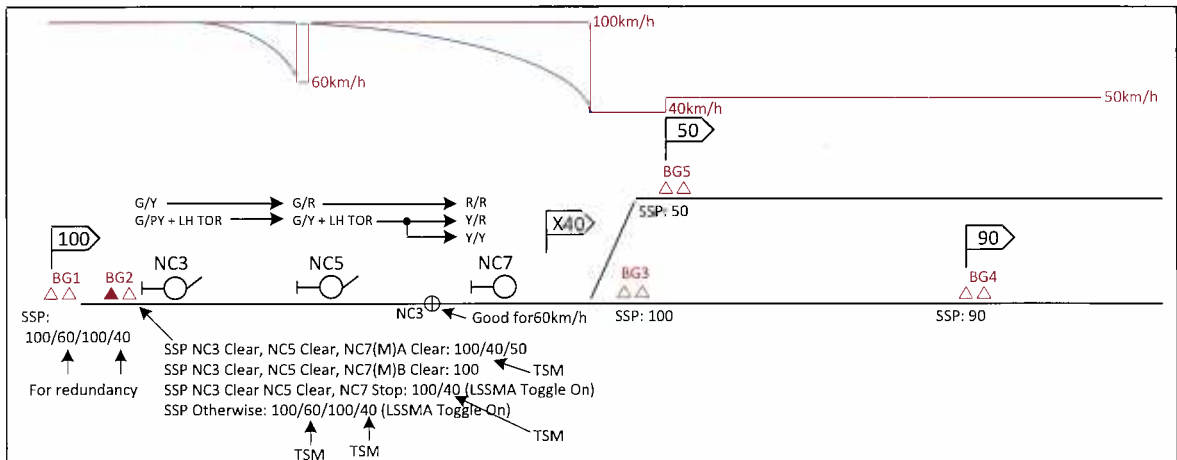 100km/h
60km/h
40km/h
50km/h
50
BG5
G/Y
G/R
R/R
G/PY + LH TOR
G/Y + LH TOR
Y/R
Y/Y
X40
SSP: 50
100
90
BG1
BG2
NC3
NC5
NC7
BG3
BG4
NC3
Good for60km/h
SSP: 100
SSP: 90
SSP:
100/60/100/40
For redundancy
SSP NC3 Clear, NC5 Clear, NC7(M)A Clear: 100/40/50
SSP NC3 Clear, NC5 Clear, NC7(M)B Clear: 100
TSM
SSP NC3 Clear NC5 Clear, NC7 Stop: 100/40 (LSSMA Toggle On)
SSP Otherwise: 100/60/100/40 (LSSMA Toggle On)
TSM
TSM
TSM